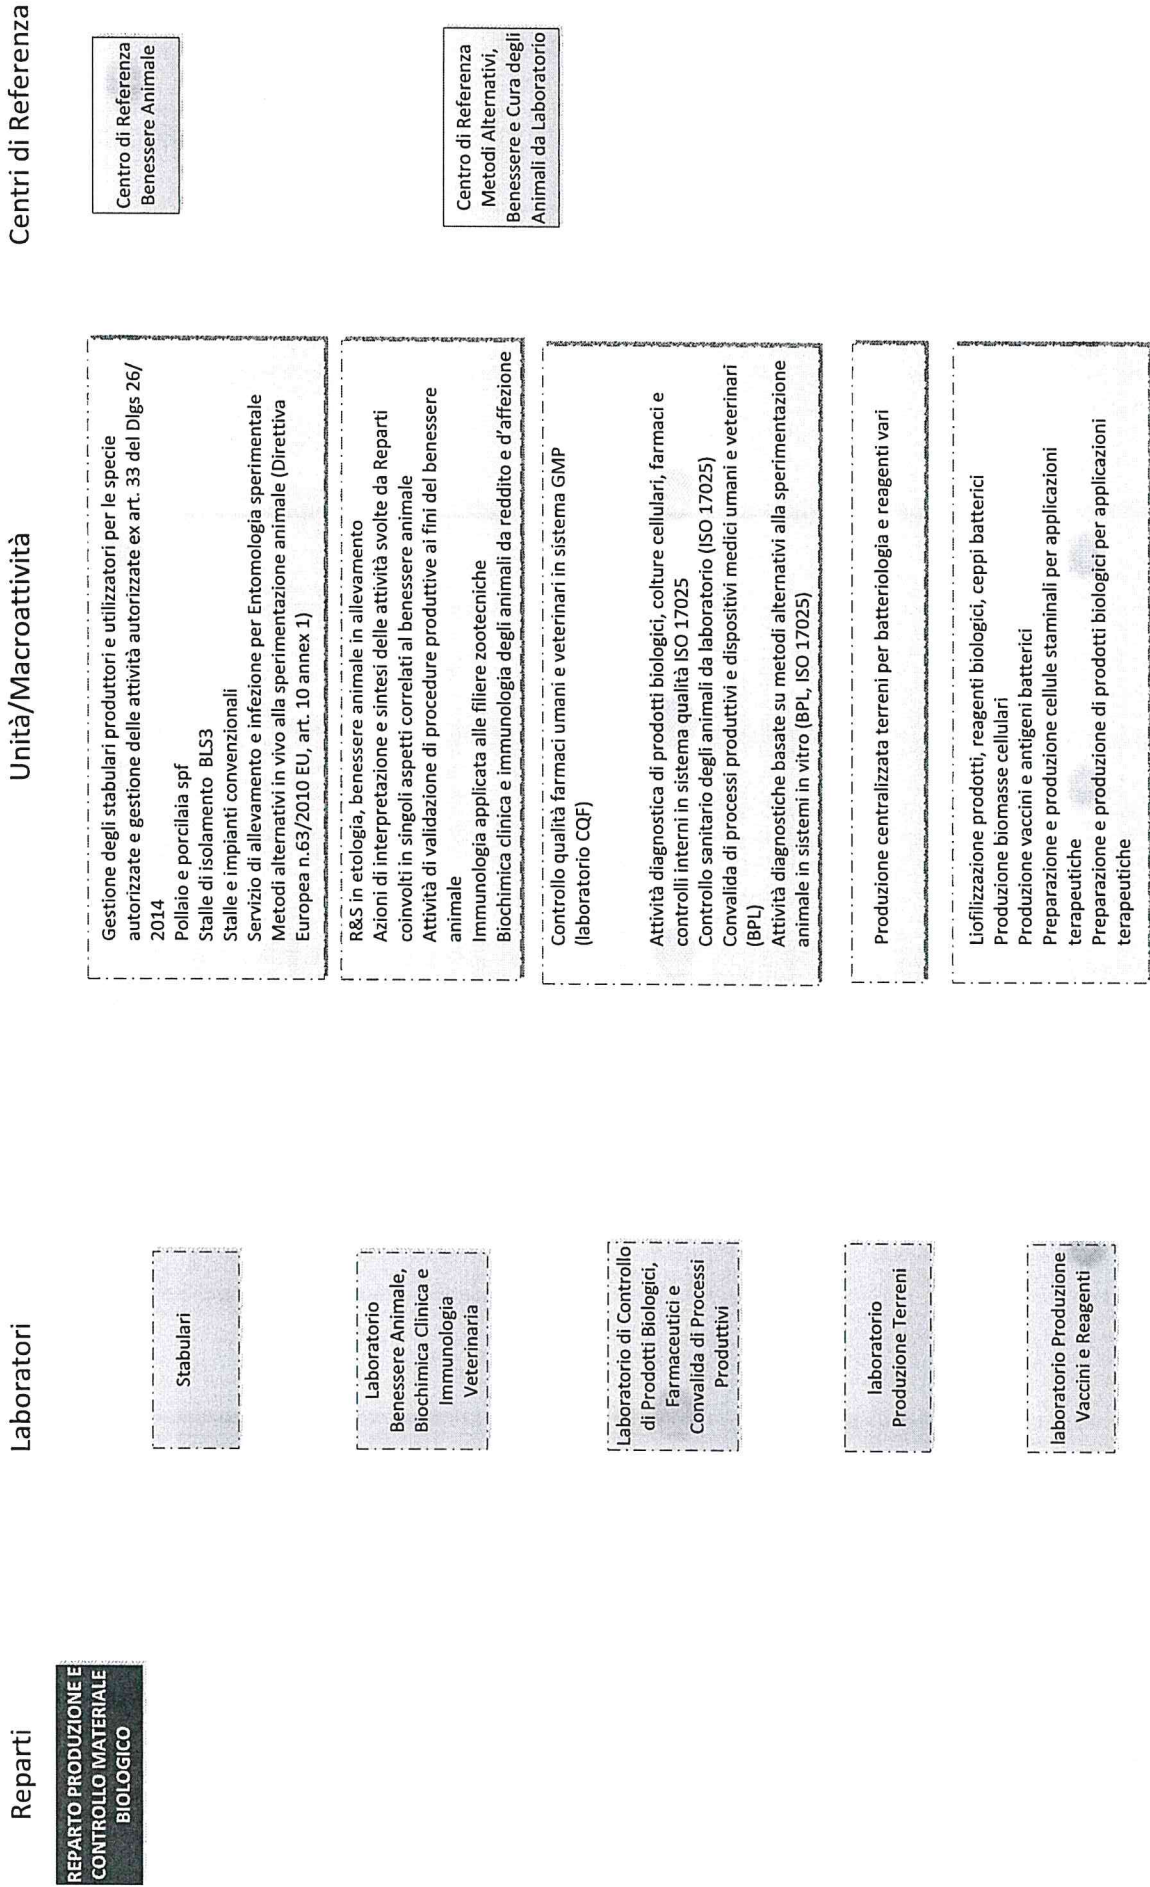 Reparti
Laboratori
Unità/Macroattività
Centri di Referenza
REPARTO PRODUZIONE E
CONTROLLO MATERIALE
BIOLOGICO
Stabulari
Gestione degli stabulari produttori e utilizzatori per le specie
autorizzate e gestione delle attività autorizzate ex art. 33 del Dlgs 26/
2014
Pollaio e porcilaia spf
Stalle di isolamento BLS3
Stalle e impianti convenzionali
Servizio di allevamento e infezione per Entomologia sperimentale
Metodi alternativi in vivo alla sperimentazione animale (Direttiva
Europea n.63/2010 EU, art. 10 annex 1)
Centro di Referenza
Benessere Animale
Laboratorio
Benessere Animale,
Biochimica Clinica e
Immunologia
Veterinaria
R&S in etologia, benessere animale in allevamento
Azioni di interpretazione e sintesi delle attività svolte da Reparti
coinvolti in singoli aspetti correlati al benessere animale
Attività di validazione di procedure produttive ai fini del benessere
animale
Immunologia applicata alle filiere zootecniche
Biochimica clinica e immunologia degli animali da reddito e d'affezione
Centro di Referenza
Metodi Alternativi,
Benessere e Cura degli
Animali da Laboratorio
Laboratorio di Controllo
di Prodotti Biologici,
Farmaceutici e
Convalida di Processi
Produttivi
Controllo qualità farmaci umani e veterinari in sistema GMP
(laboratorio CQF)
Attività diagnostica di prodotti biologici, colture cellulari, farmaci e
controlli interni in sistema qualità ISO 17025
Controllo sanitario degli animali da laboratorio (ISO 17025)
Convalida di processi produttivi e dispositivi medici umani e veterinari
(BPL)
Attività diagnostiche basate su metodi alternativi alla sperimentazione
animale in sistemi in vitro (BPL, ISO 17025)
laboratorio
Produzione Terreni
Produzione centralizzata terreni per batteriologia e reagenti vari
laboratorio Produzione
Vaccini e Reagenti
Liofilizzazione prodotti, reagenti biologici, ceppi batterici
Produzione biomasse cellulari
Produzione vaccini e antigeni batterici
Preparazione e produzione cellule staminali per applicazioni
terapeutiche
Preparazione e produzione di prodotti biologici per applicazioni
terapeutiche